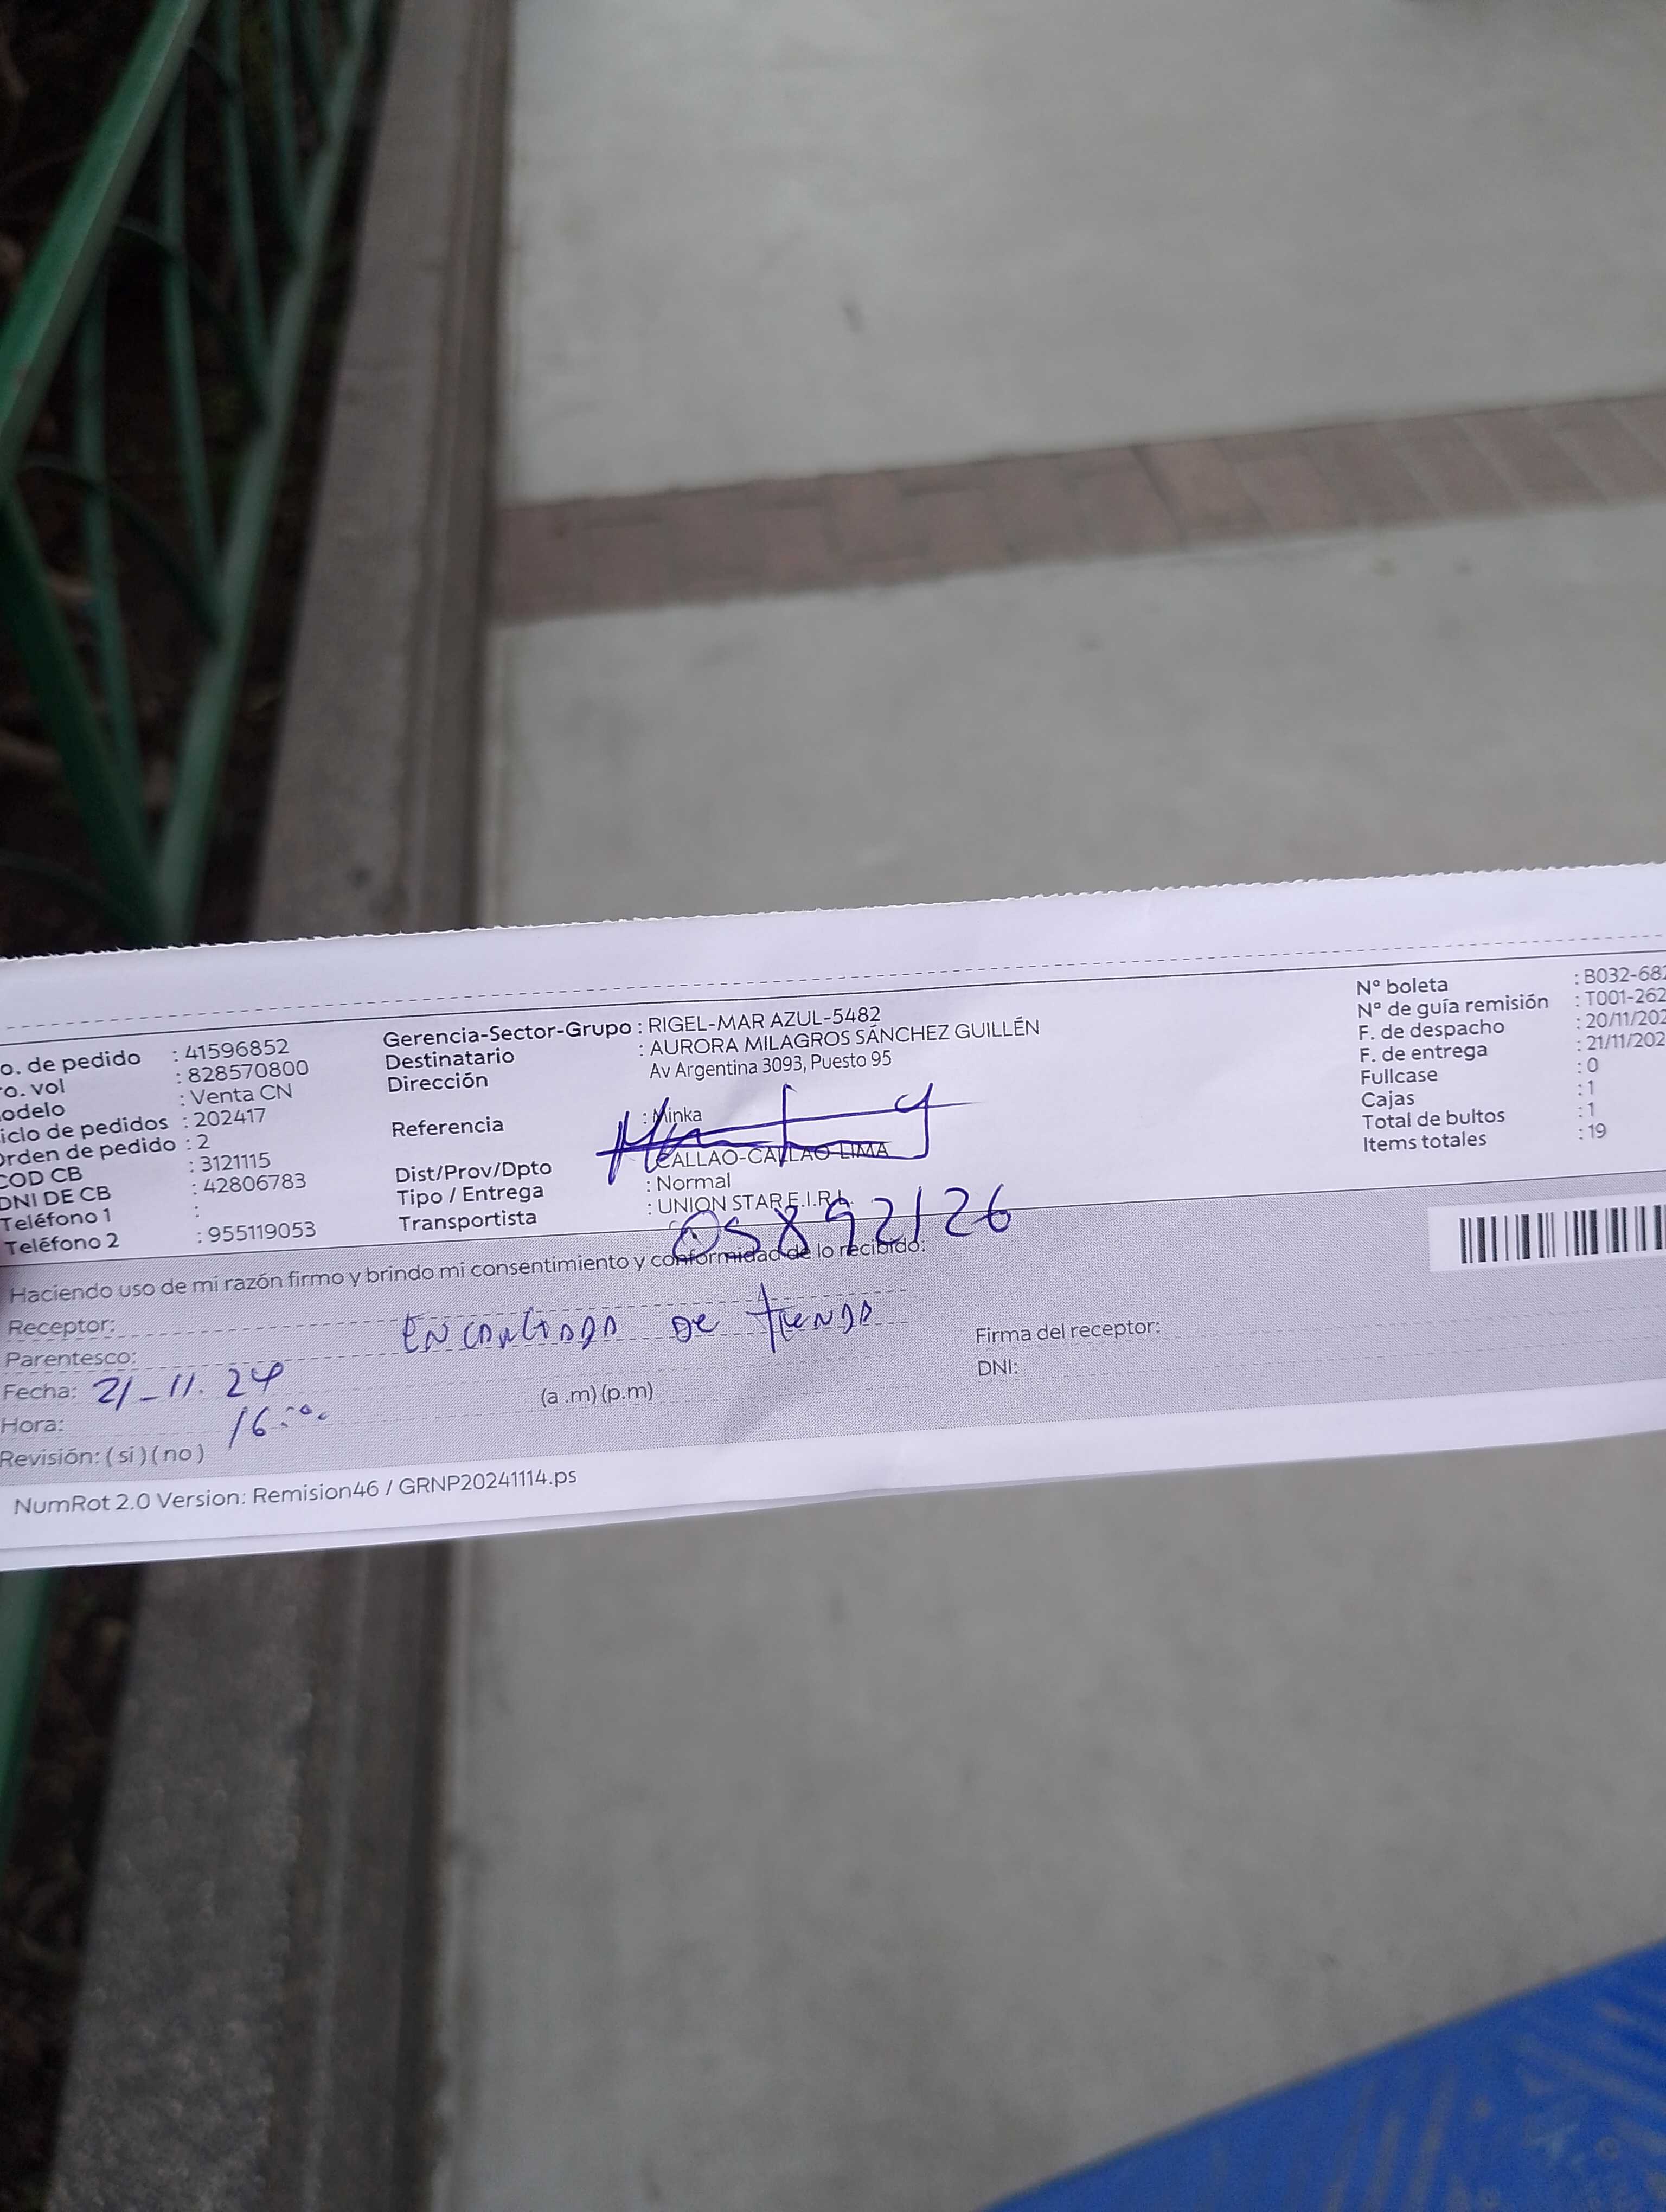 o. de pedido : 41596852
ro. vol : 828570800
odelo : Venta CN
iclo de pedidos : 202417
Orden de pedido : 2
COD CB : 3121115
DNI DE CB : 42806783
Teléfono 1 :
Teléfono 2 : 955119053
Gerencia-Sector-Grupo : RIGEL-MAR AZUL-5482
Destinatario : AURORA MILAGROS SÁNCHEZ GUILLÉN
Dirección Av Argentina 3093, Puesto 95
Referencia : Minka
Dist/Prov/Dpto CALLAO-CALLAO-LIMA
Tipo / Entrega : Normal
Transportista : UNION STAR E.I.R.L.
Nº boleta : B032-682
Nº de guía remisión : T001-262
F. de despacho : 20/11/202
F. de entrega : 21/11/202
Fullcase : 0
Cajas : 1
Total de bultos : 1
Items totales : 19
05892126
Haciendo uso de mi razón firmo y brindo mi consentimiento y conformidad de lo recibido.
Receptor:
Parentesco: de tienda
Fecha: 21-11.24
Hora: 16:00 (a .m) (p.m)
Revisión: ( si ) ( no )
Firma del receptor:
DNI:
NumRot 2.0 Version: Remision46 / GRNP20241114.ps